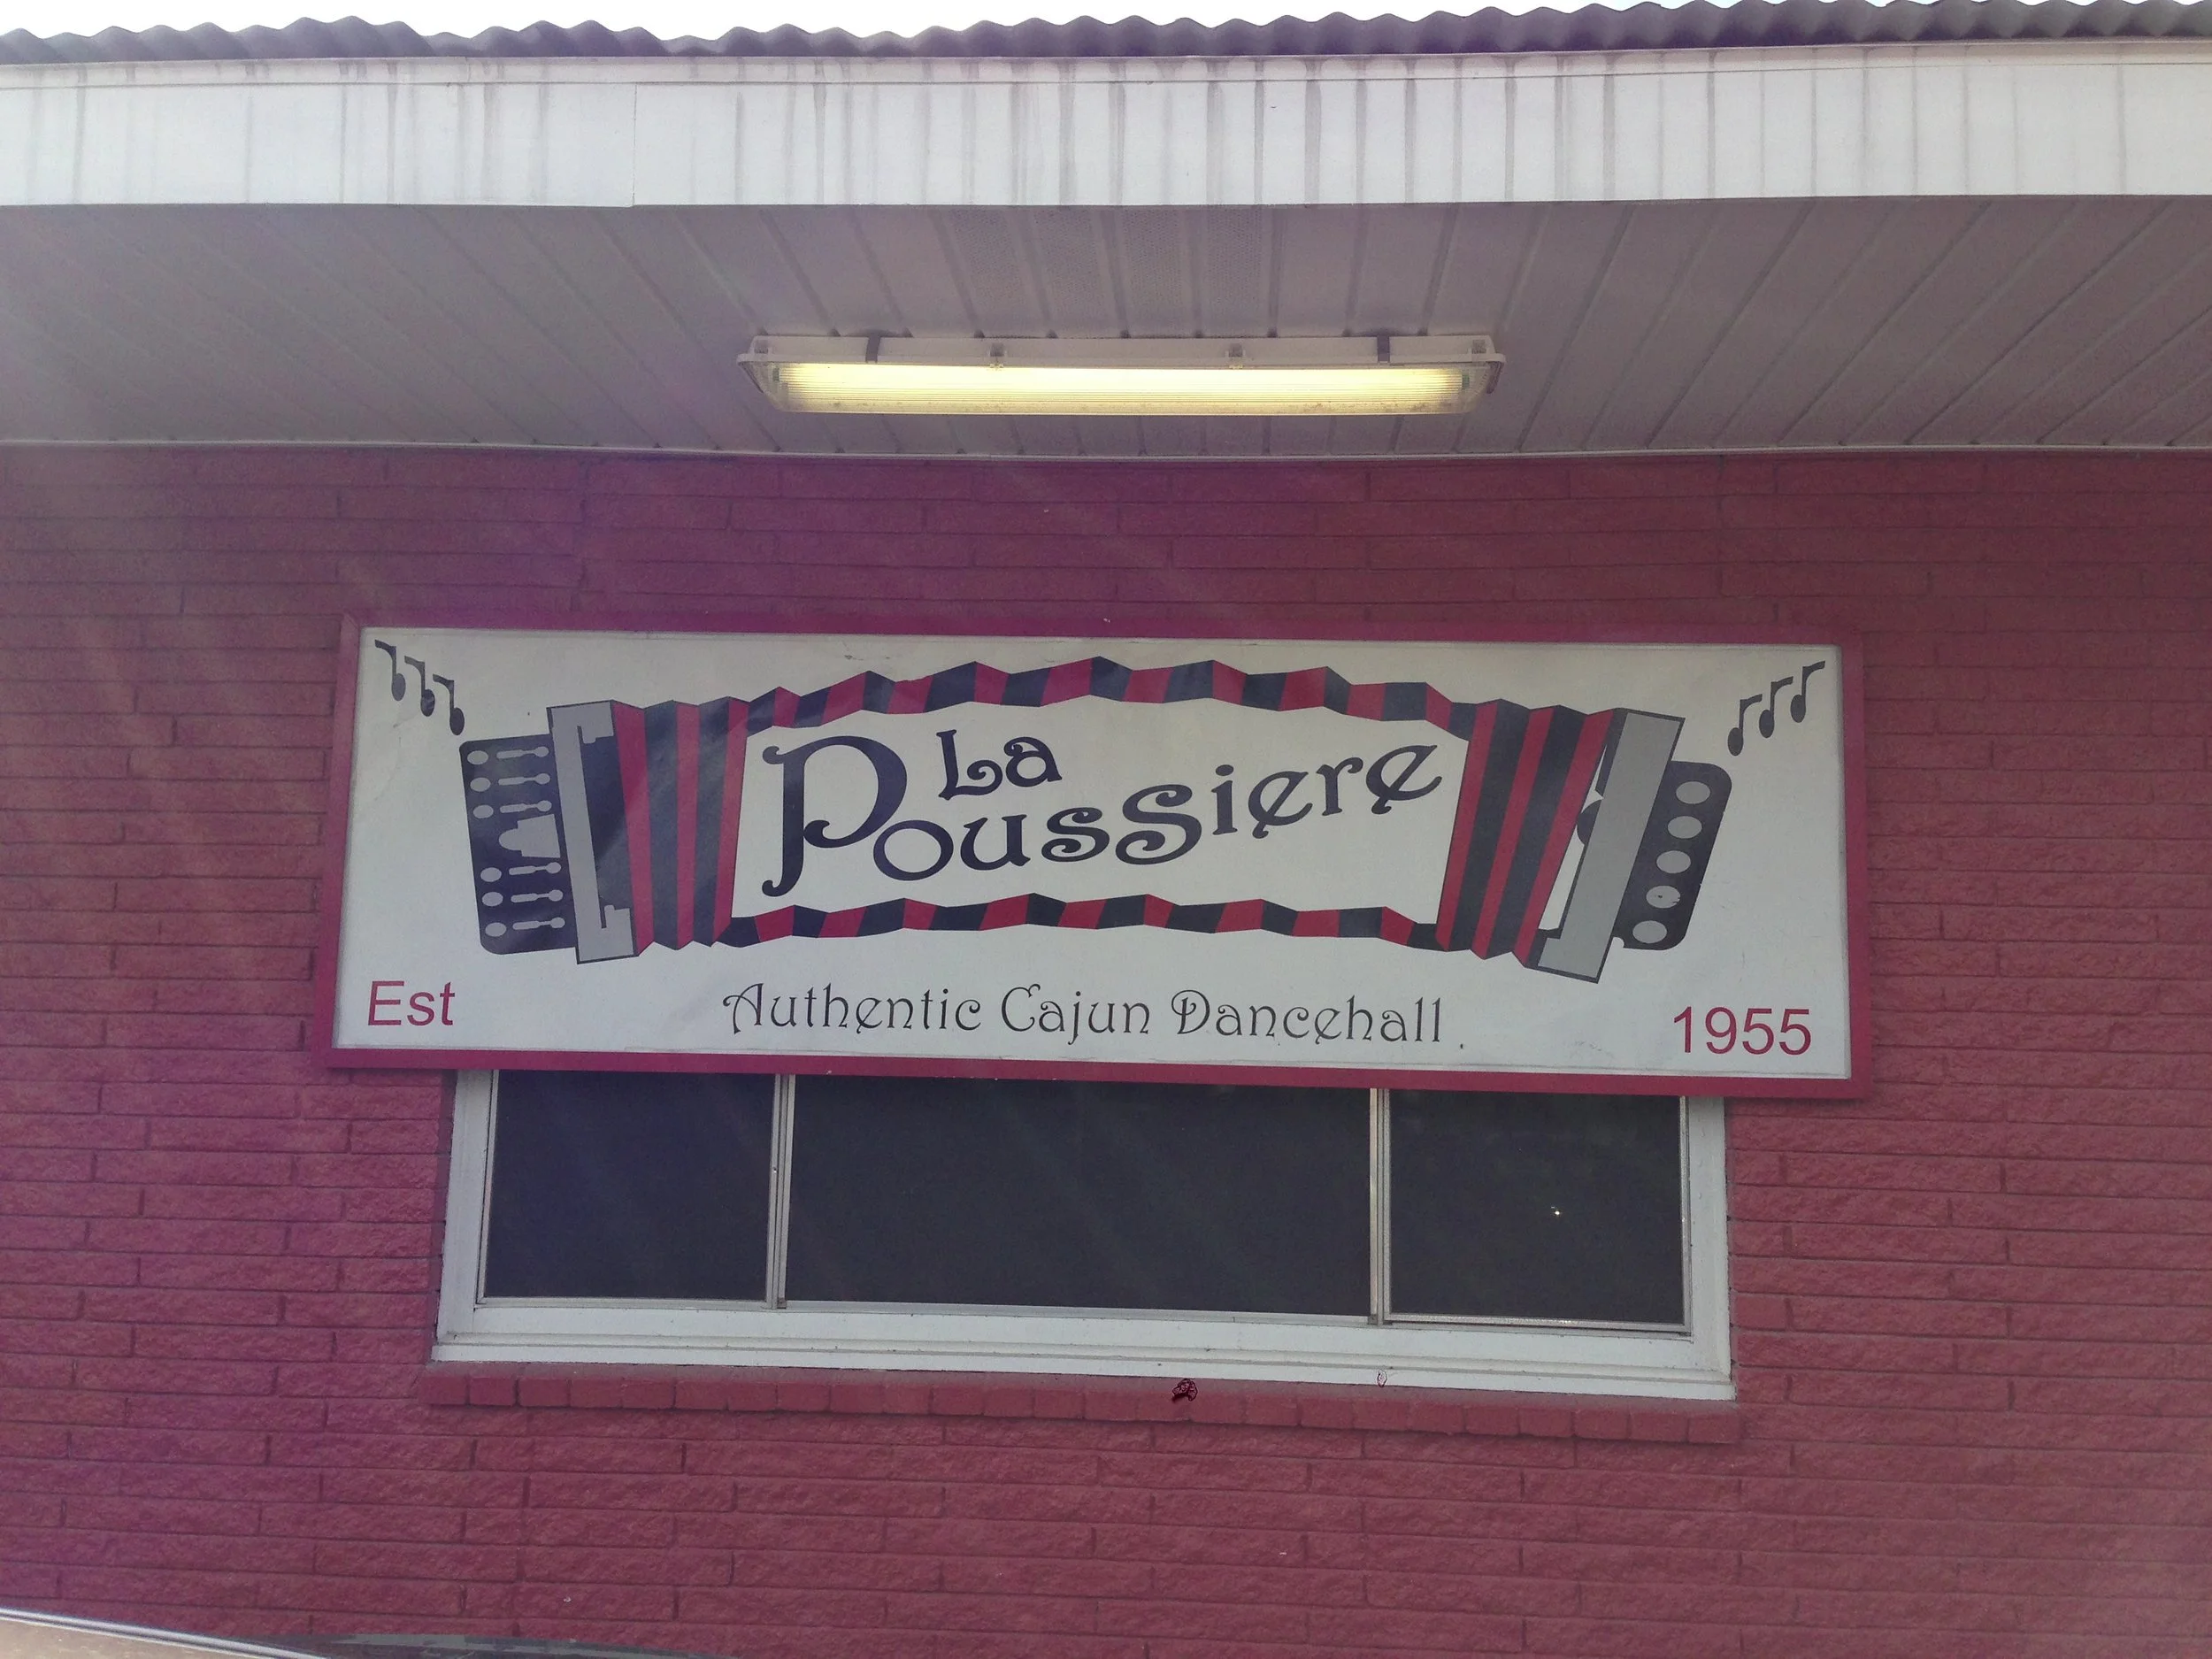 La
Poussiere
Authentic Cajun Dancehall
Est
1955